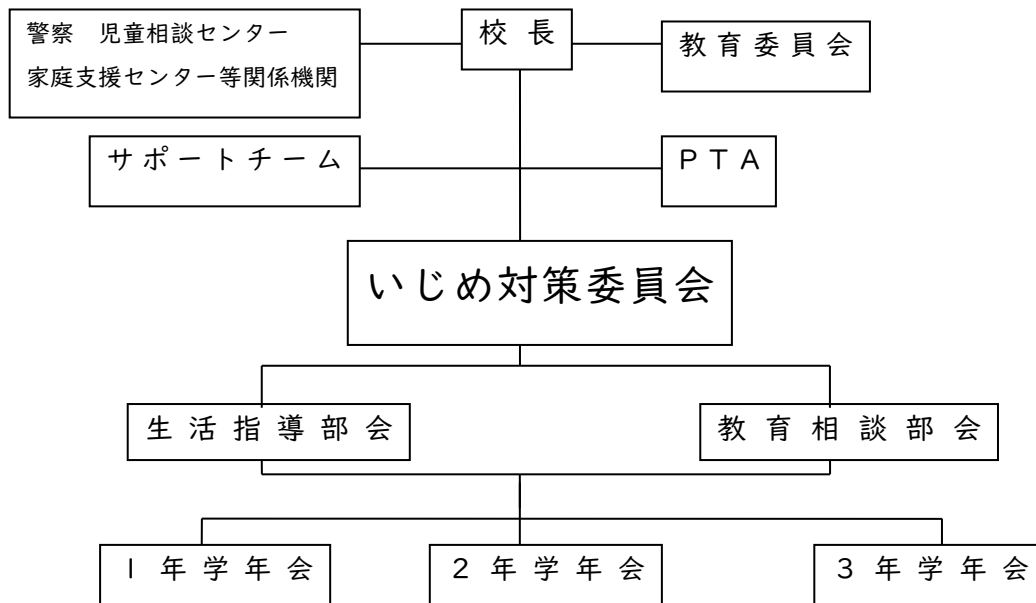 警察　児童相談センター
家庭支援センター等関係機関
校長
教育委員会
サポートチーム
ＰＴＡ
いじめ対策委員会
生活指導部会
教育相談部会
１年学年会
２年学年会
３年学年会